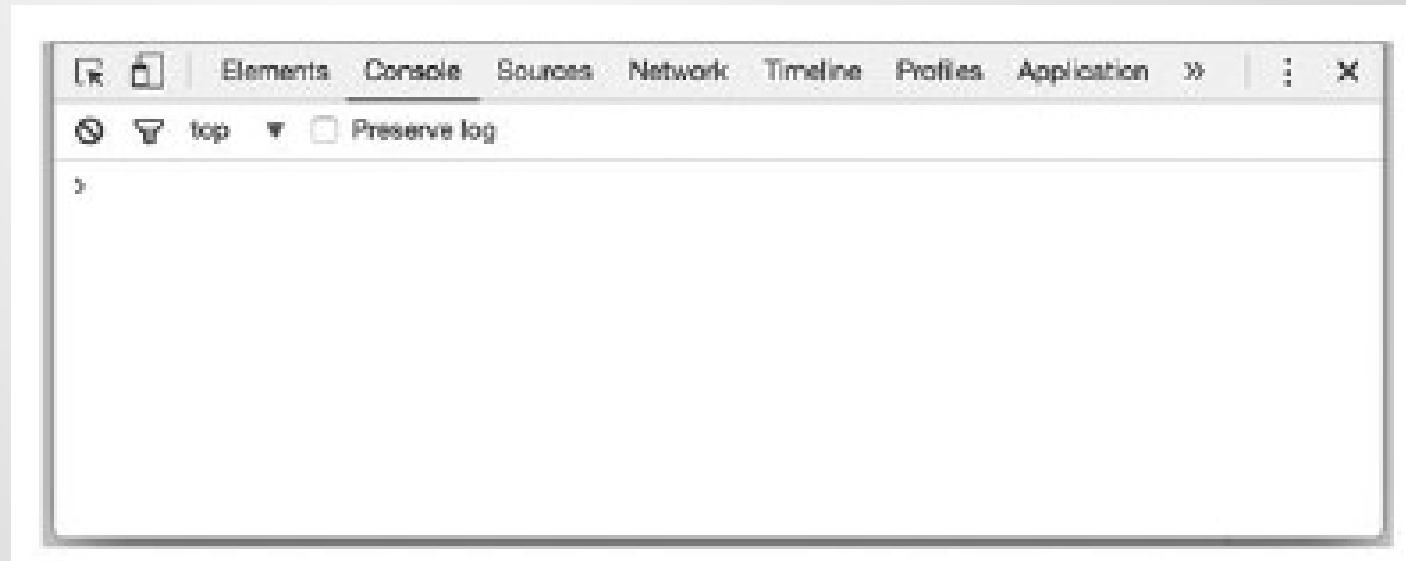 Elements Console Sources Network Timeline Profiles Application »
top ▼ Preserve log
>